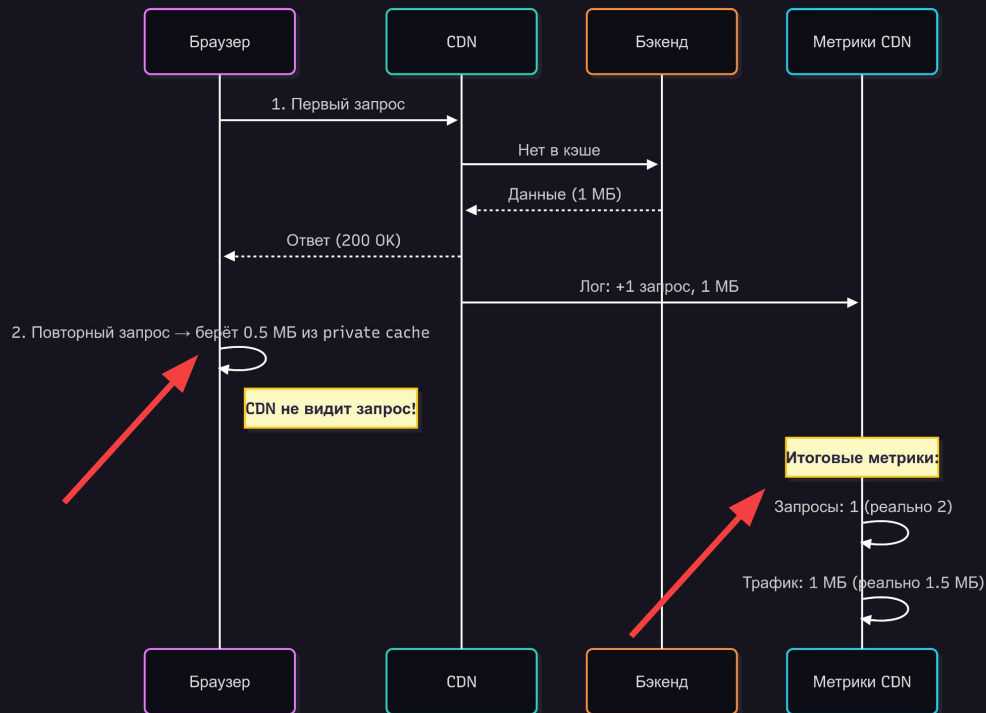 Браузер
CDN
Бэкенд
Метрики CDN
1. Первый запрос
Нет в кэше
Данные (1 МБ)
Ответ (200 OK)
Лог: +1 запрос, 1 МБ
2. Повторный запрос → берёт 0.5 МБ из private cache
CDN не видит запрос!
Итоговые метрики:
Запросы: 1 (реально 2)
Трафик: 1 МБ (реально 1.5 МБ)
Браузер
CDN
Бэкенд
Метрики CDN